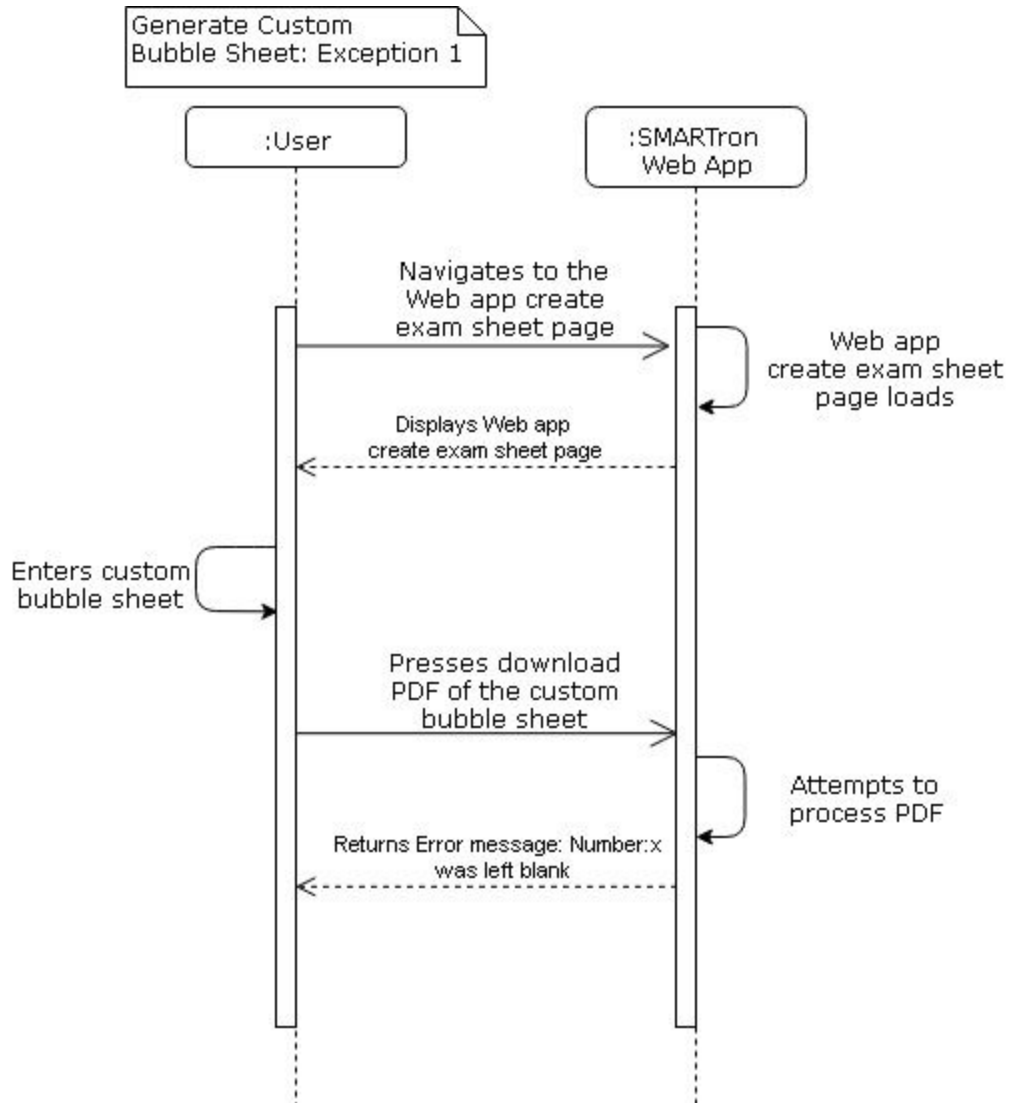 Generate Custom
Bubble Sheet: Exception 1
:User
:SMARTron
Web App
Navigates to the
Web app create
exam sheet page
Web app
create exam sheet
page loads
Displays Web app
create exam sheet page
Enters custom
bubble sheet
Presses download
PDF of the custom
bubble sheet
Attempts to
process PDF
Returns Error message: Number:x
was left blank